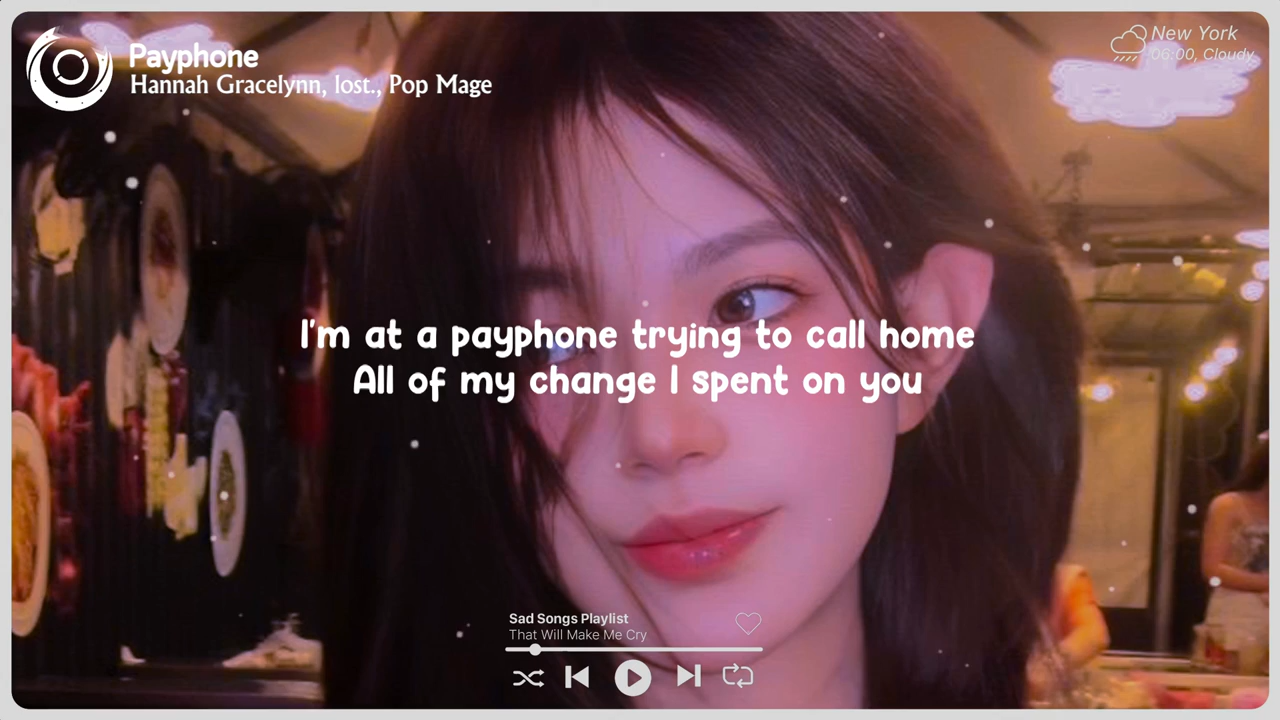 Payphone
Hannah Gracelynn, lost., Pop Mage
New York
06:00, Cloudy
I'm at a payphone trying to call home
All of my change I spent on you
Sad Songs Playlist
That Will Make Me Cry